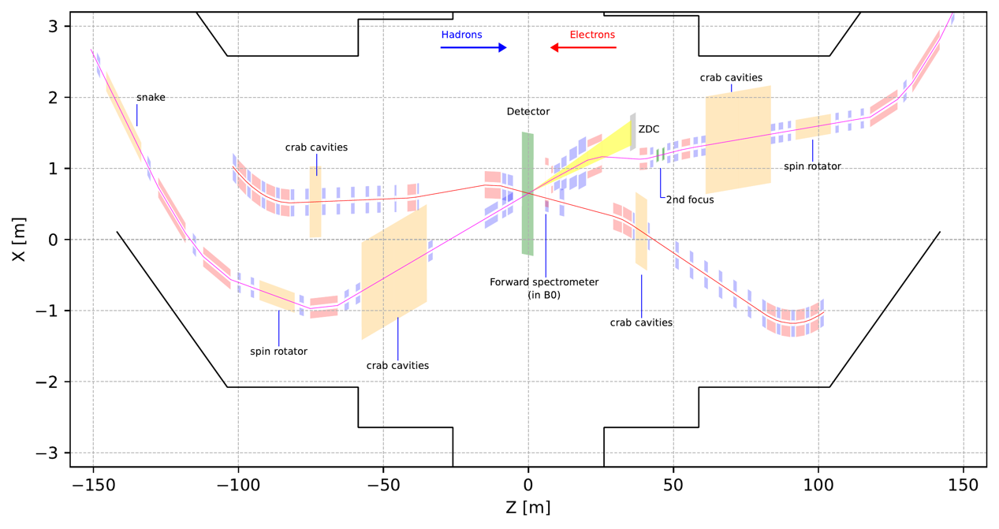 Hadrons
Electrons
crab cavities
snake
Detector
ZDC
crab cavities
spin rotator
2nd focus
Forward spectrometer
(in B0)
crab cavities
spin rotator
crab cavities
3
2
1
0
−1
−2
−3
X [m]
−150
−100
−50
0
50
100
150
Z [m]